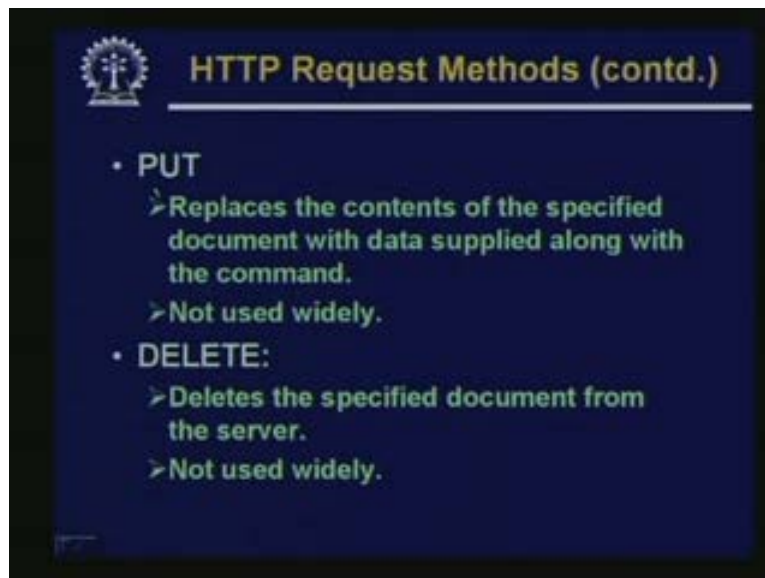 HTTP Request Methods (contd.)
• PUT
➢Replaces the contents of the specified
document with data supplied along with
the command.
➢Not used widely.
• DELETE:
➢Deletes the specified document from
the server.
➢Not used widely.